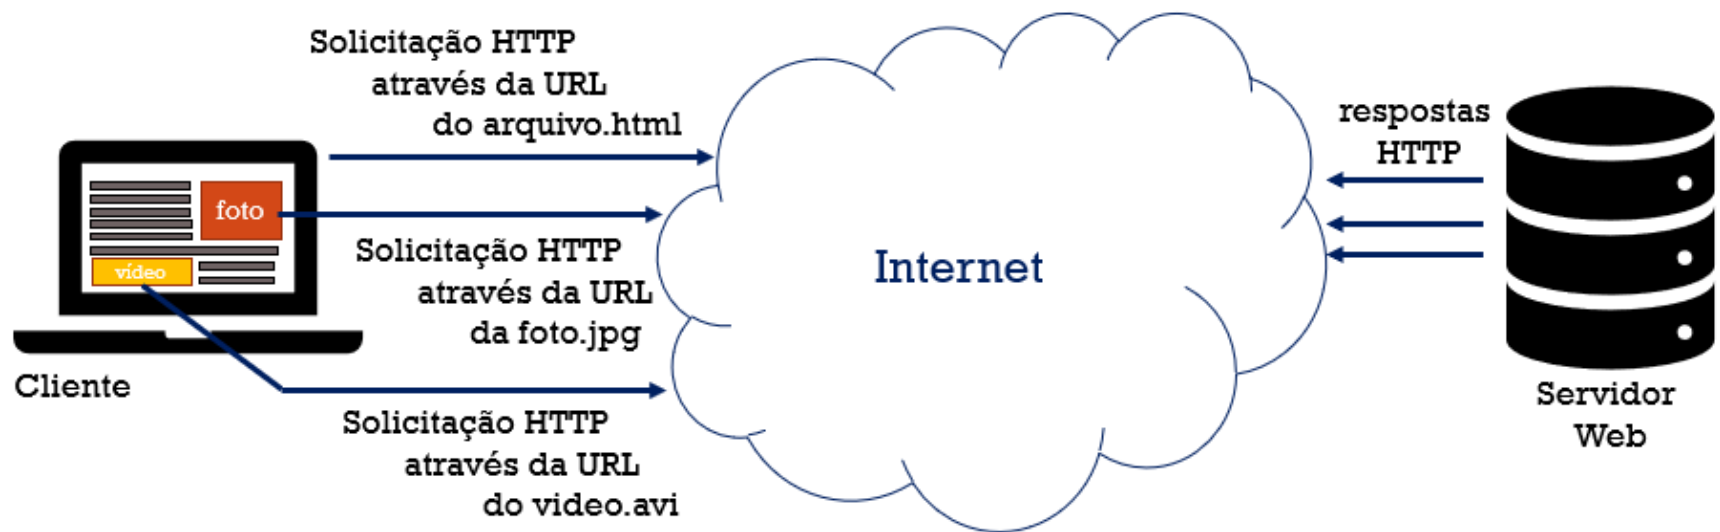 Solicitação HTTP
através da URL
do arquivo.html
foto
vídeo
Solicitação HTTP
através da URL
da foto.jpg
Cliente
Solicitação HTTP
através da URL
do video.avi
Internet
respostas
HTTP
Servidor
Web